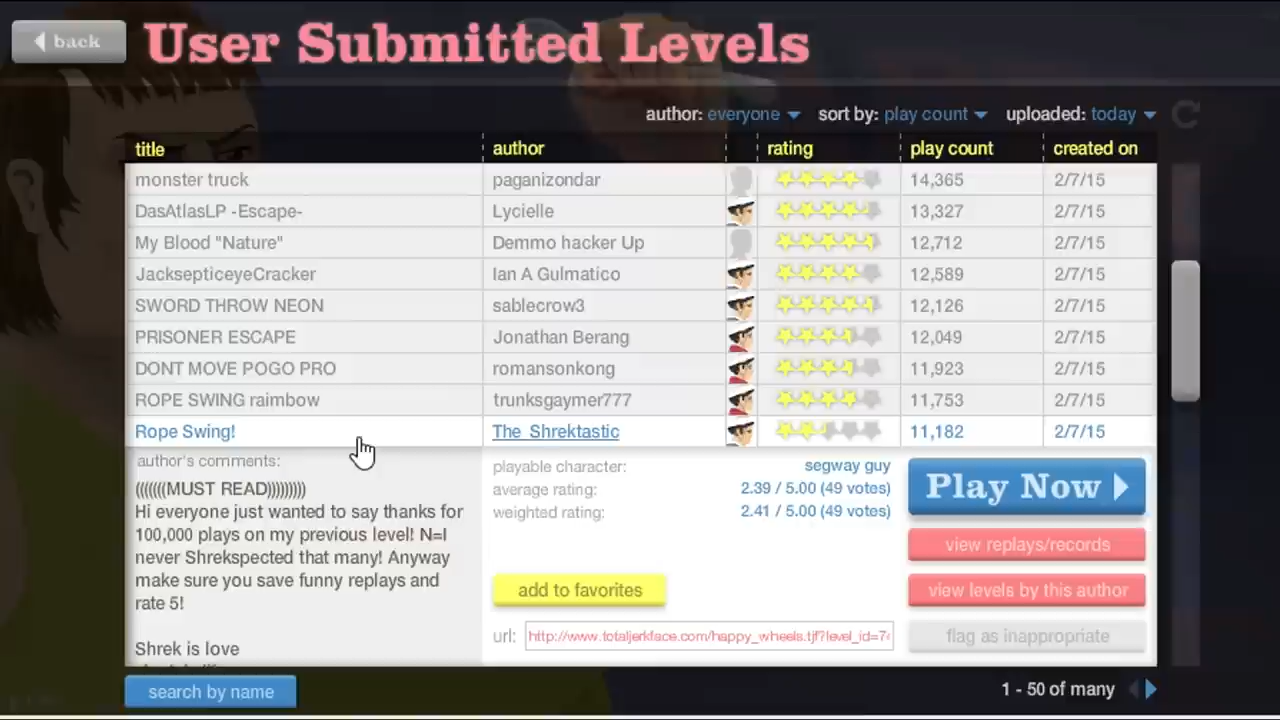 back
User Submitted Levels
author: everyone sort by: play count uploaded: today
title author rating play count created on
monster truck paganizondar 14,365 2/7/15
DasAtlasLP -Escape- Lycielle 13,327 2/7/15
My Blood "Nature" Demmo hacker Up 12,712 2/7/15
JacksepticeyeCracker Ian A Gulmatico 12,589 2/7/15
SWORD THROW NEON sablecrow3 12,126 2/7/15
PRISONER ESCAPE Jonathan Berang 12,049 2/7/15
DONT MOVE POGO PRO romansonkong 11,923 2/7/15
ROPE SWING raimbow trunksgaymer777 11,753 2/7/15
Rope Swing! The Shrektastic 11,182 2/7/15
author's comments:
(((((((MUST READ)))))))))
Hi everyone just wanted to say thanks for
100,000 plays on my previous level! N=I
never Shrekspected that many! Anyway
make sure you save funny replays and
rate 5!
Shrek is love
playable character: segway guy
average rating: 2.39 / 5.00 (49 votes)
weighted rating: 2.41 / 5.00 (49 votes)
add to favorites
url: http://www.totaljerkface.com/happy_wheels.tjf?level_id=7
Play Now
view replays/records
view levels by this author
flag as inappropriate
search by name
1 - 50 of many